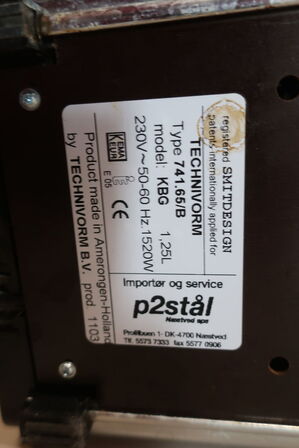 registered SMITDESIGN
patents internationally applied for
TECHNIVORM
Type 741.65/B
model: KBG 1,25L
230V~50-60 Hz.1520W
KEMA
KEUR
E 05
CE
Product made in Amerongen-Holland
by TECHNIVORM B.V. prod 1103
Importør og service
p2stål
Næstved aps
Profilbuen 1 · DK-4700 Næstved
Tlf. 5573 7333 fax 5577 0906